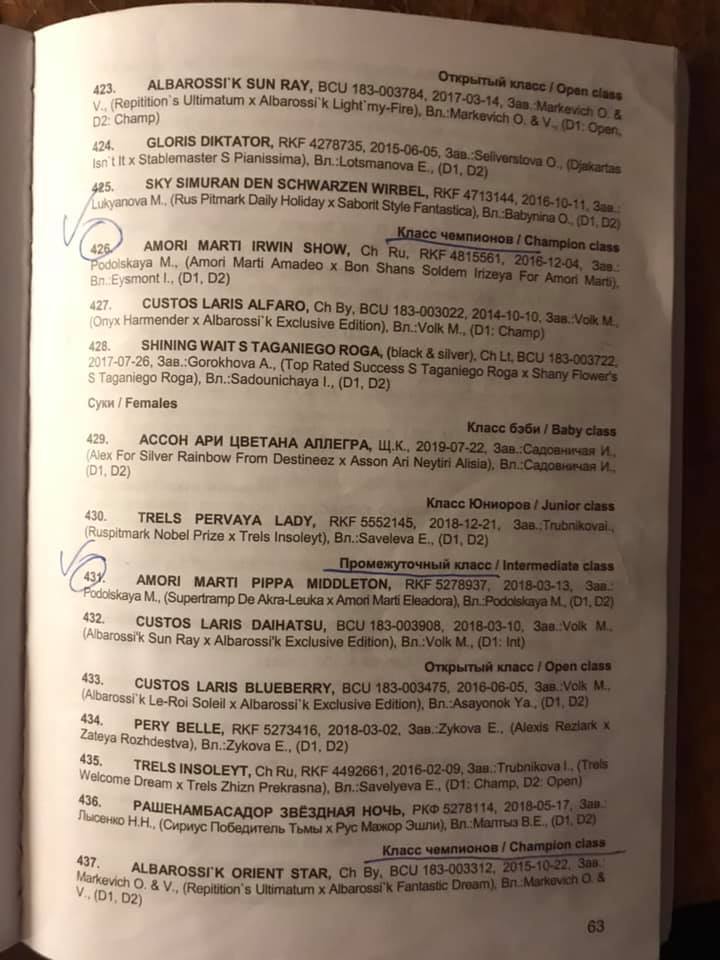 Открытый класс / Open class
423. ALBAROSSI`K SUN RAY, BCU 183-003784, 2017-03-14, Зав.:Markevich O. &
V., (Repitition`s Ultimatum x Albarossi`k Light`my-Fire), Вл.:Markevich O. & V., (D1: Open,
D2: Champ)
424. GLORIS DIKTATOR, RKF 4278735, 2015-06-05, Зав.:Seliverstova O., (Djakartas
Isn`t It x Stablemaster S Pianissima), Вл.:Lotsmanova E., (D1, D2)
425. SKY SIMURAN DEN SCHWARZEN WIRBEL, RKF 4713144, 2016-10-11, Зав.:
Lukyanova M., (Rus Pitmark Daily Holiday x Saborit Style Fantastica), Вл.:Babynina O., (D1, D2)
Класс чемпионов / Champion class
426. AMORI MARTI IRWIN SHOW, Ch Ru, RKF 4815561, 2016-12-04, Зав.:
Podolskaya M., (Amori Marti Amadeo x Bon Shans Soldem Irizeya For Amori Marti),
Вл.:Eysmont I., (D1, D2)
427. CUSTOS LARIS ALFARO, Ch By, BCU 183-003022, 2014-10-10, Зав.:Volk M.,
(Onyx Harmender x Albarossi`k Exclusive Edition), Вл.:Volk M., (D1: Champ)
428. SHINING WAIT S TAGANIEGO ROGA, (black & silver), Ch Lt, BCU 183-003722,
2017-07-26, Зав.:Gorokhova A., (Top Rated Success S Taganiego Roga x Shany Flower's
S Taganiego Roga), Вл.:Sadounichaya I., (D1, D2)
Суки / Females
Класс бэби / Baby class
429. АССОН АРИ ЦВЕТАНА АЛЛЕГРА, Щ.К., 2019-07-22, Зав.:Садовничая И.,
(Alex For Silver Rainbow From Destineez x Asson Ari Neytiri Alisia), Вл.:Садовничая И.,
(D1, D2)
Класс Юниоров / Junior class
430. TRELS PERVAYA LADY, RKF 5552145, 2018-12-21, Зав.:TrubnikovaI.,
(Ruspitmark Nobel Prize x Trels Insoleyt), Вл.:Saveleva E., (D1, D2)
Промежуточный класс / Intermediate class
431. AMORI MARTI PIPPA MIDDLETON, RKF 5278937, 2018-03-13, Зав.:
Podolskaya M., (Supertramp De Akra-Leuka x Amori Marti Eleadora), Вл.:Podolskaya M., (D1, D2)
432. CUSTOS LARIS DAIHATSU, BCU 183-003908, 2018-03-10, Зав.:Volk M.,
(Albarossi'k Sun Ray x Albarossi'k Exclusive Edition), Вл.:Volk M., (D1: Int)
Открытый класс / Open class
433. CUSTOS LARIS BLUEBERRY, BCU 183-003475, 2016-06-05, Зав.:Volk M.,
(Albarossi`k Le-Roi Soleil x Albarossi`k Exclusive Edition), Вл.:Asayonok Ya., (D1, D2)
434. PERY BELLE, RKF 5273416, 2018-03-02, Зав.:Zykova E., (Alexis Reziark x
Zateya Rozhdestva), Вл.:Zykova E., (D1, D2)
435. TRELS INSOLEYT, Ch Ru, RKF 4492661, 2016-02-09, Зав.:Trubnikova I., (Trels
Welcome Dream x Trels Zhizn Prekrasna), Вл.:Savelyeva E., (D1: Champ, D2: Open)
436. РАШЕНАМБАСАДОР ЗВЁЗДНАЯ НОЧЬ, РКФ 5278114, 2018-05-17, Зав.:
Лысенко Н.Н., (Сириус Победитель Тьмы x Рус Мажор Эшли), Вл.:Малтыз В.Е., (D1, D2)
Класс чемпионов / Champion class
437. ALBAROSSI`K ORIENT STAR, Ch By, BCU 183-003312, 2015-10-22, Зав.:
Markevich O. & V., (Repitition's Ultimatum x Albarossi`k Fantastic Dream), Вл.:Markevich O. &
V., (D1, D2)
63